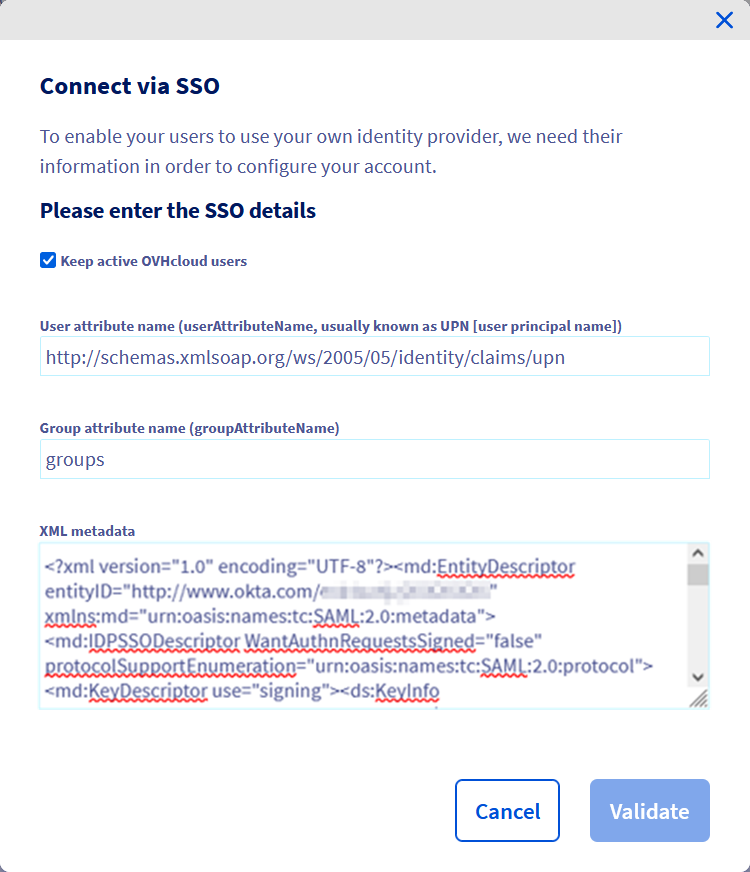 Connect via SSO
To enable your users to use your own identity provider, we need their
information in order to configure your account.
Please enter the SSO details
Keep active OVHcloud users
User attribute name (userAttributeName, usually known as UPN [user principal name])
http://schemas.xmlsoap.org/ws/2005/05/identity/claims/upn
Group attribute name (groupAttributeName)
groups
XML metadata
<?xml version="1.0" encoding="UTF-8"?><md:EntityDescriptor
entityID="http://www.okta.com/"
xmlns:md="urn:oasis:names:tc:SAML:2.0:metadata">
<md:IDPSSODescriptor WantAuthnRequestsSigned="false"
protocolSupportEnumeration="urn:oasis:names:tc:SAML:2.0:protocol">
<md:KeyDescriptor use="signing"><ds:KeyInfo
Cancel
Validate